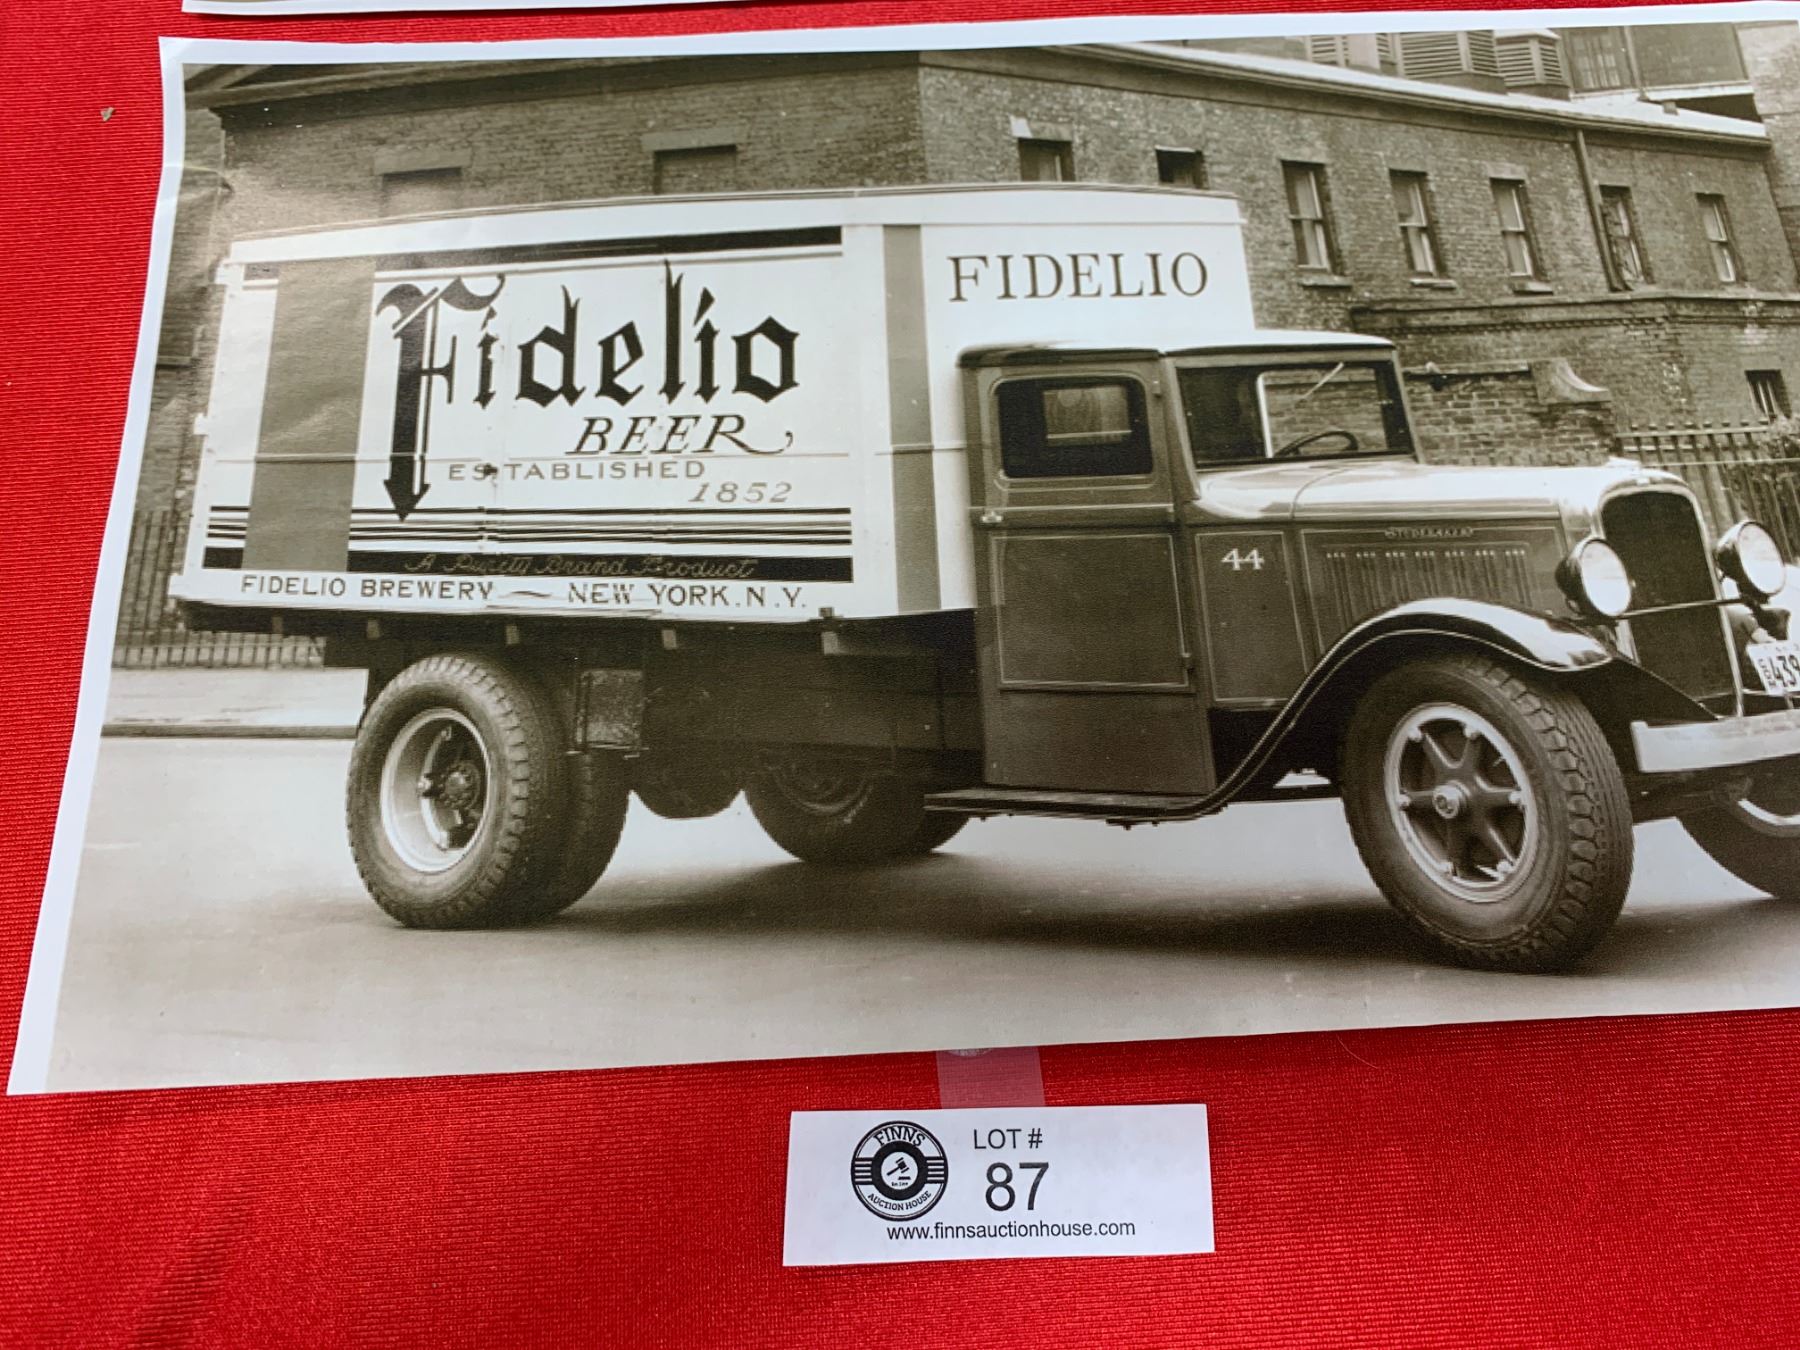 Fidelio
BEER
ESTABLISHED
1852
A Purity Brand Product
FIDELIO BREWERY — NEW YORK. N.Y.
FIDELIO
STUDEBAKER
44
439
FINNS
AUCTION HOUSE
LOT #
87
www.finnsauctionhouse.com